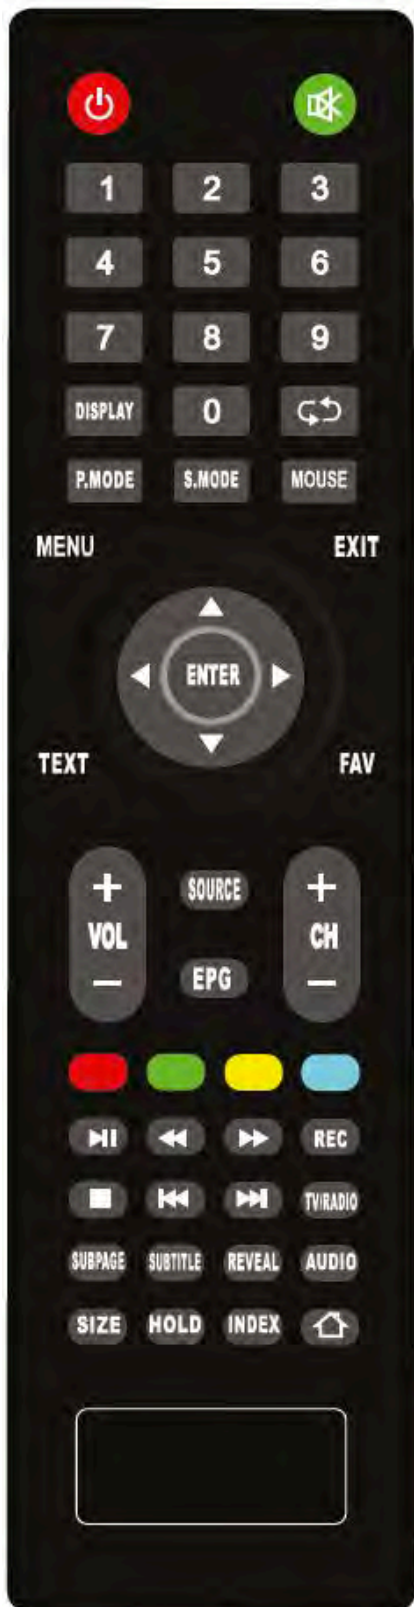 1 2 3
4 5 6
7 8 9
DISPLAY 0
P.MODE S.MODE MOUSE
MENU EXIT
ENTER
TEXT FAV
+ SOURCE +
VOL CH
- EPG -
REC
TV/RADIO
SUBPAGE SUBTITLE REVEAL AUDIO
SIZE HOLD INDEX